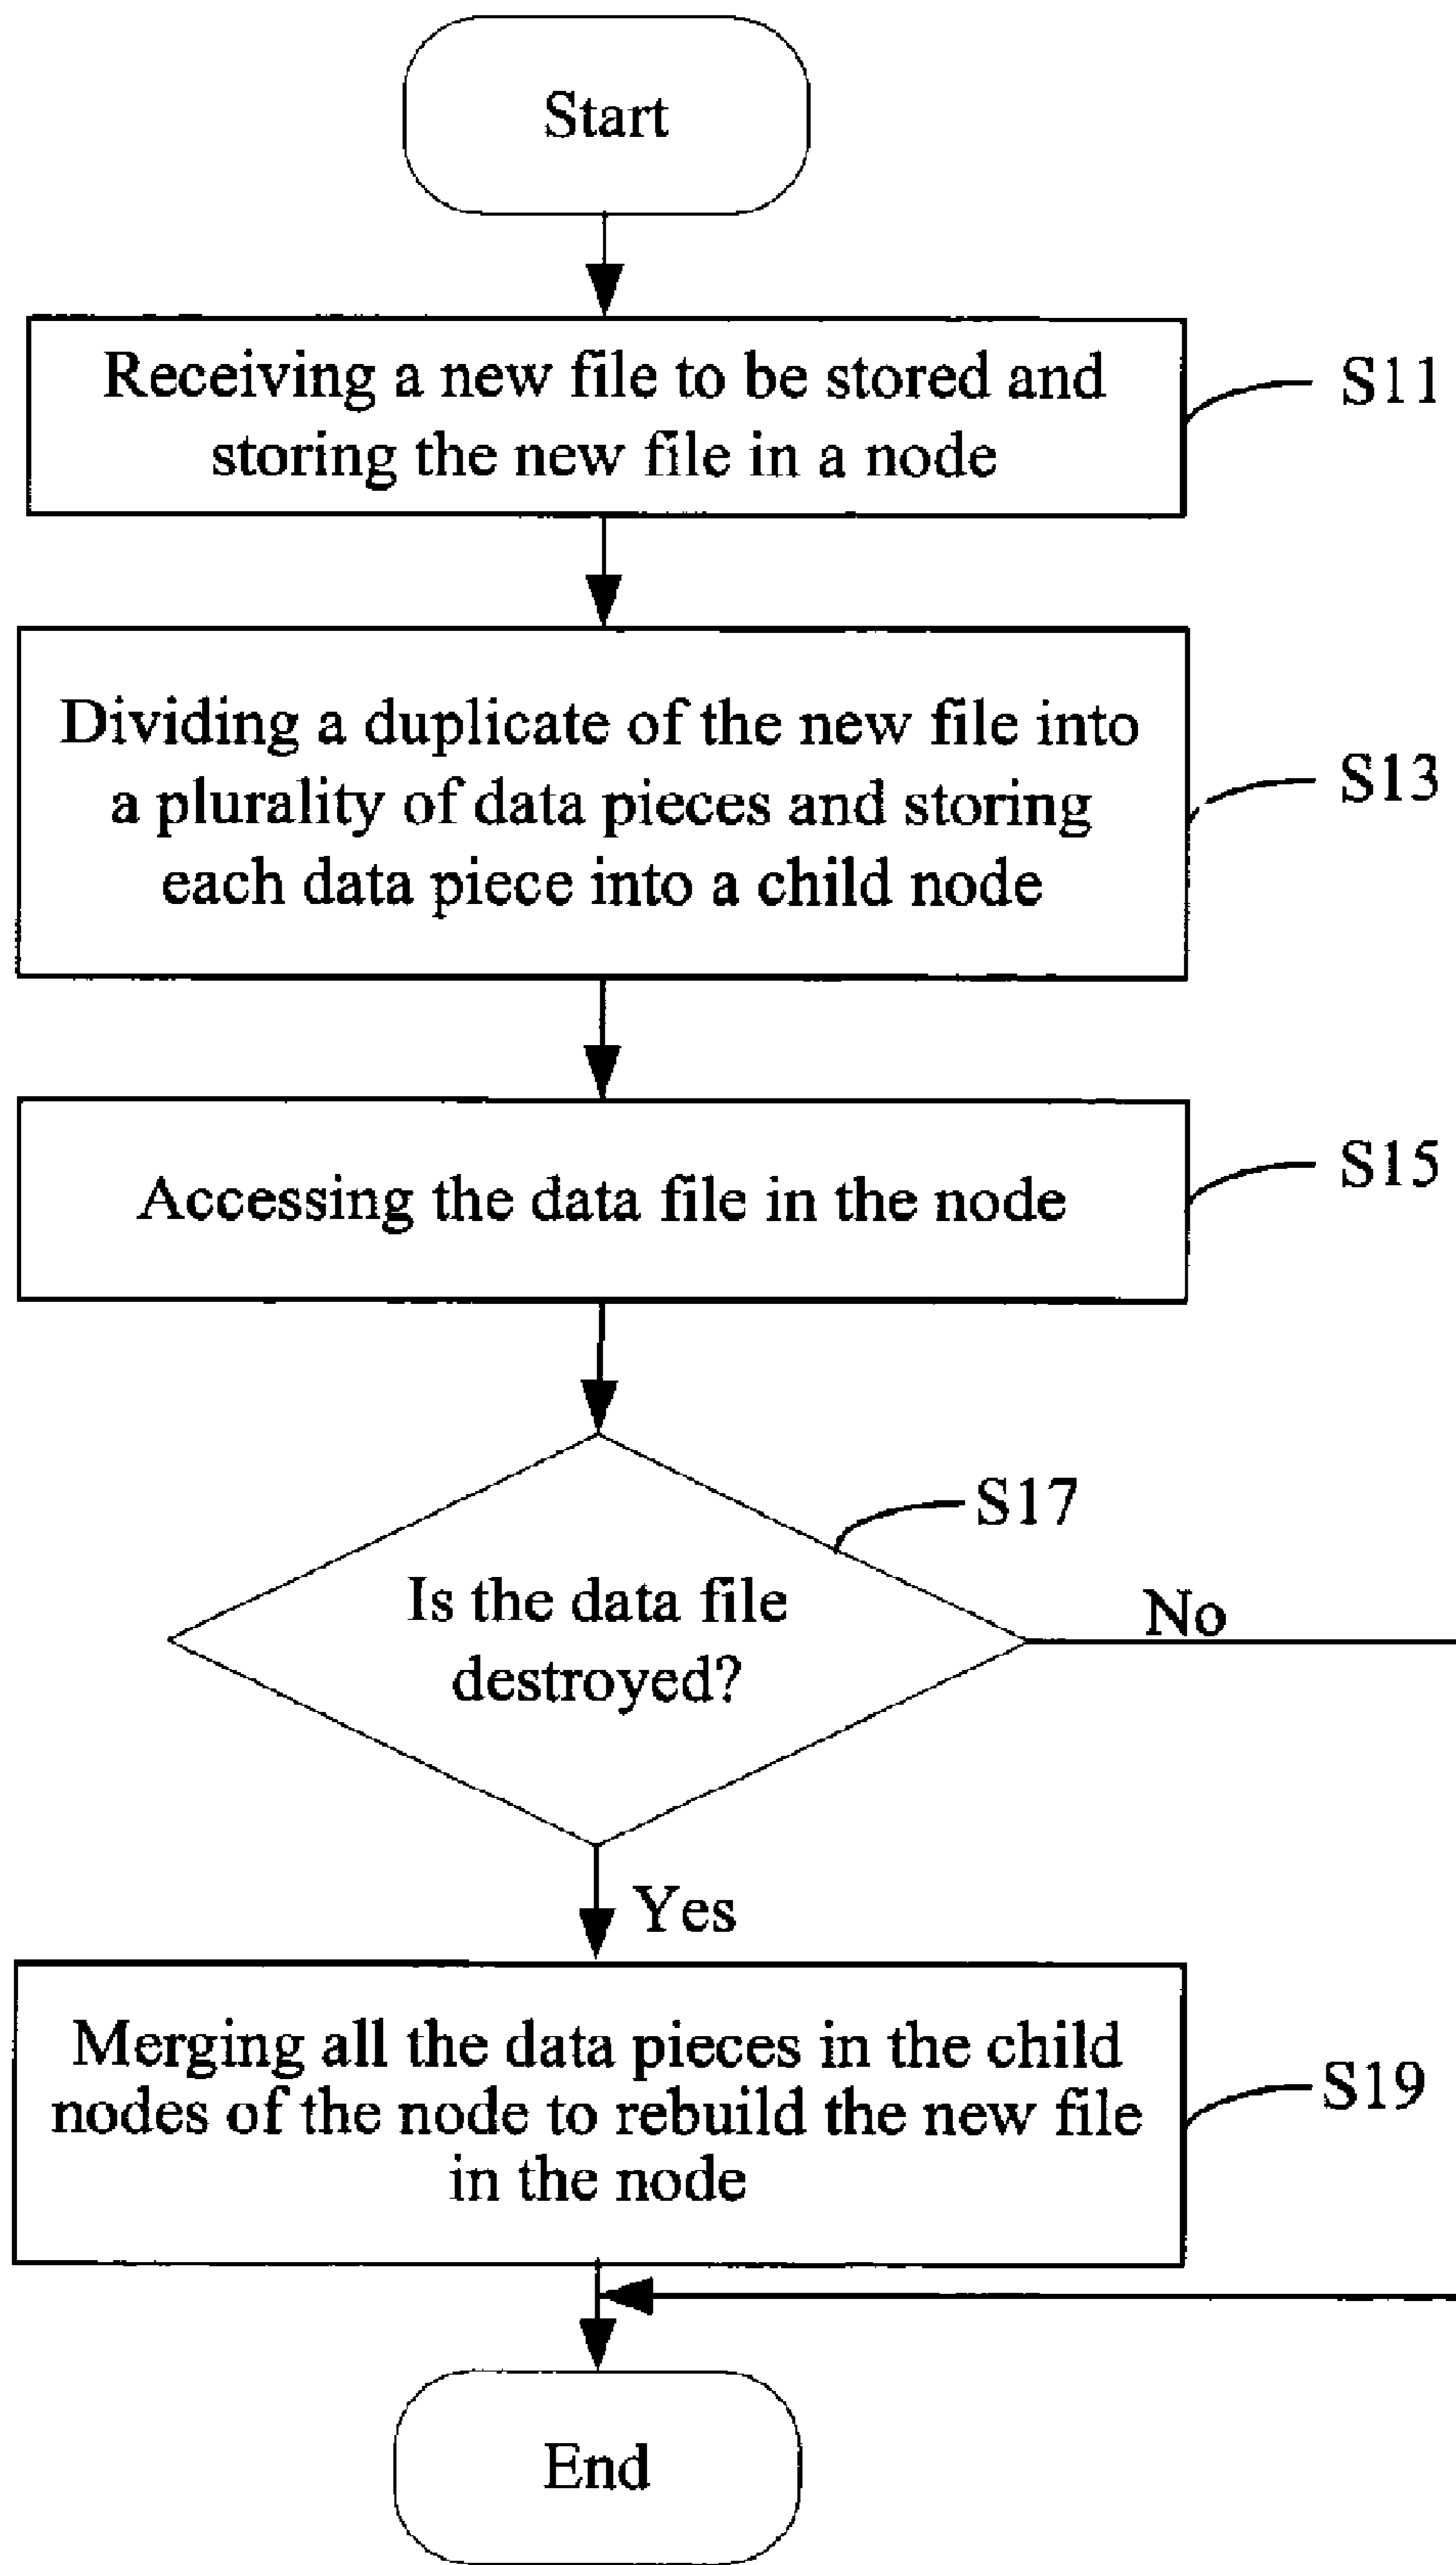 Start
Receiving a new file to be stored and
storing the new file in a node
S11
Dividing a duplicate of the new file into
a plurality of data pieces and storing
each data piece into a child node
S13
Accessing the data file in the node
S15
S17
Is the data file
destroyed?
No
Yes
Merging all the data pieces in the child
nodes of the node to rebuild the new file
in the node
S19
End